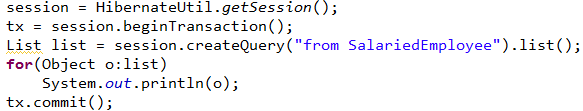 session = HibernateUtil.getSession();
tx = session.beginTransaction();
List list = session.createQuery("from SalariedEmployee").list();
for(Object o:list)
    System.out.println(o);
tx.commit();